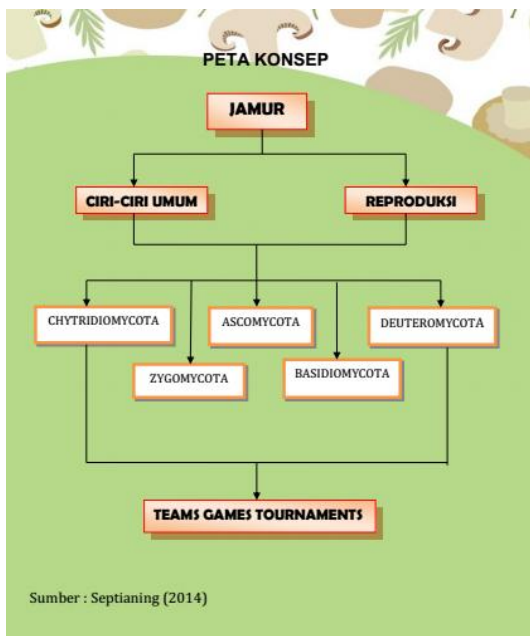 PETA KONSEP
JAMUR
CIRI-CIRI UMUM
REPRODUKSI
CHYTRIDIOMYCOTA
ASCOMYCOTA
DEUTEROMYCOTA
ZYGOMYCOTA
BASIDIOMYCOTA
TEAMS GAMES TOURNAMENTS
Sumber : Septianing (2014)